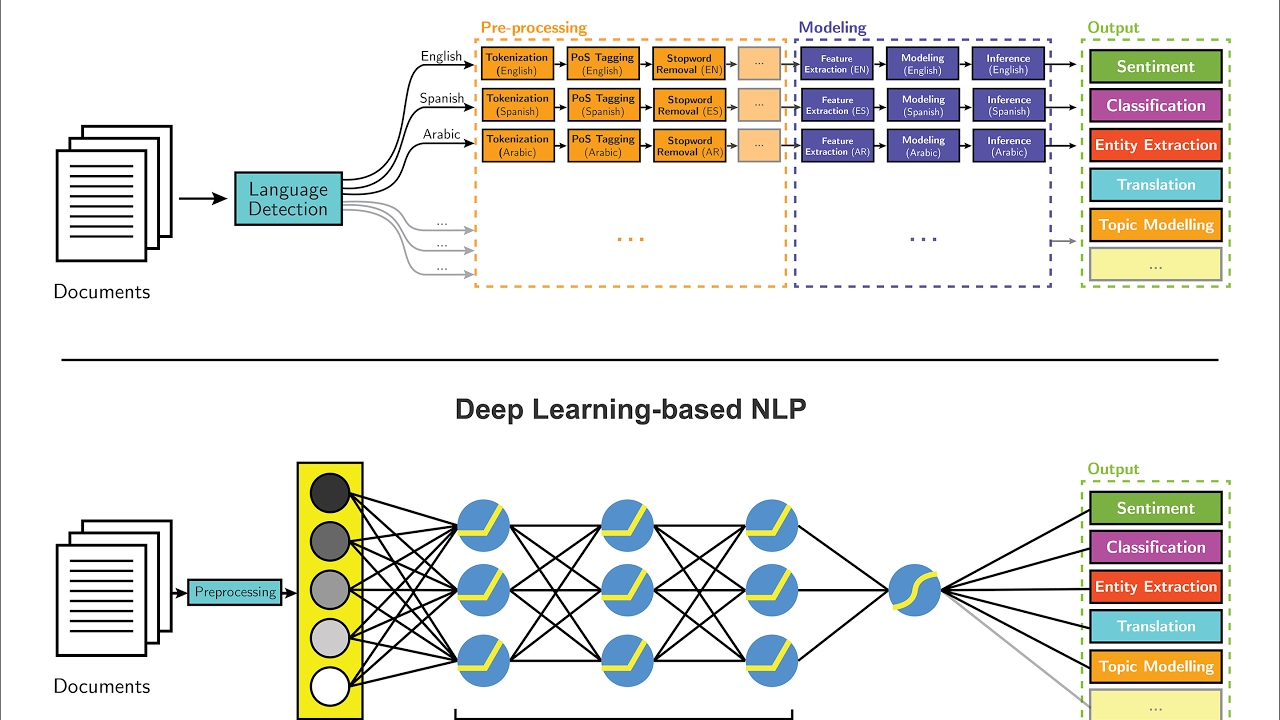 Pre-processing
Modeling
Output
English
Tokenization
(English)
PoS Tagging
(English)
Stopword
Removal (EN)
...
Feature
Extraction (EN)
Modeling
(English)
Inference
(English)
Sentiment
Spanish
Tokenization
(Spanish)
PoS Tagging
(Spanish)
Stopword
Removal (ES)
...
Feature
Extraction (ES)
Modeling
(Spanish)
Inference
(Spanish)
Classification
Arabic
Tokenization
(Arabic)
PoS Tagging
(Arabic)
Stopword
Removal (AR)
...
Feature
Extraction (AR)
Modeling
(Arabic)
Inference
(Arabic)
Entity Extraction
Language
Detection
Translation
...
...
...
...
...
Topic Modelling
...
Documents
Deep Learning-based NLP
Output
Sentiment
Classification
Preprocessing
Entity Extraction
Translation
Topic Modelling
...
Documents